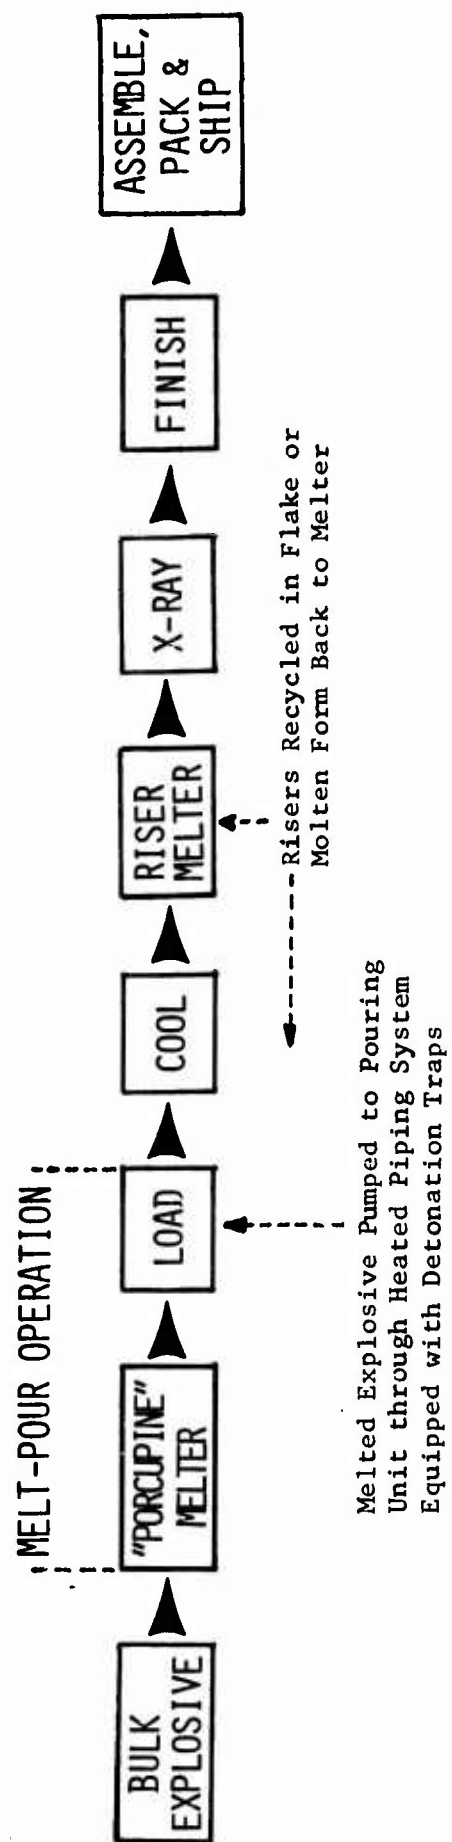 MELT-POUR OPERATION
BULK
EXPLOSIVE
"PORCUPINE"
MELTER
LOAD
COOL
RISER
MELTER
X-RAY
FINISH
ASSEMBLE,
PACK &
SHIP
Risers Recycled in Flake or
Molten Form Back to Melter
Melted Explosive Pumped to Pouring
Unit through Heated Piping System
Equipped with Detonation Traps